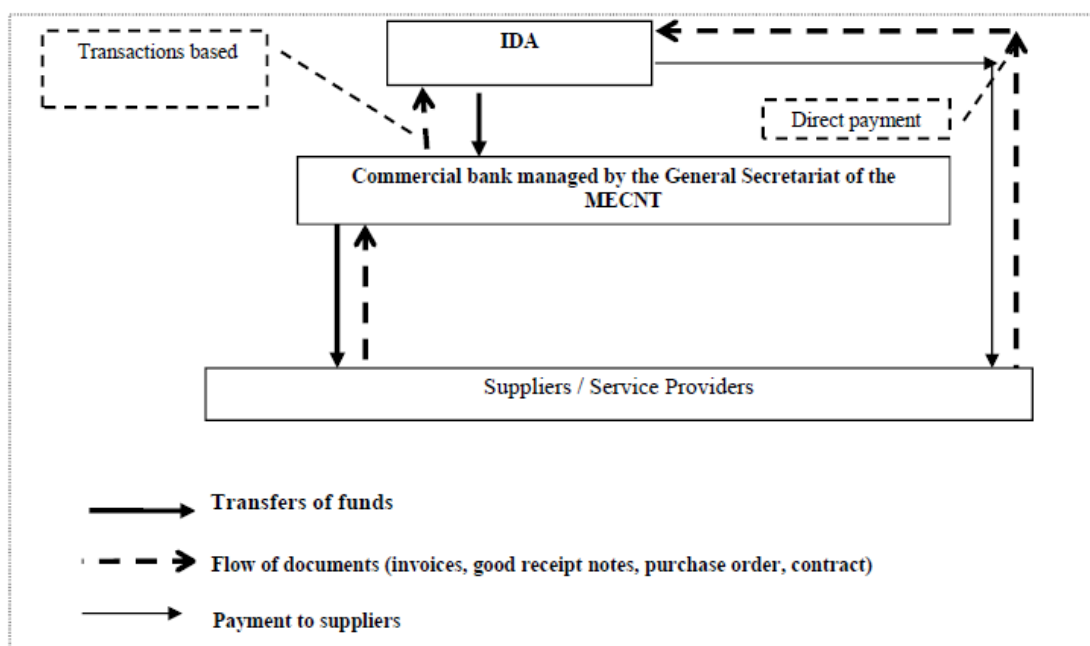 Transactions based
IDA
Direct payment
Commercial bank managed by the General Secretariat of the
MECNT
Suppliers / Service Providers
Transfers of funds
Flow of documents (invoices, good receipt notes, purchase order, contract)
Payment to suppliers